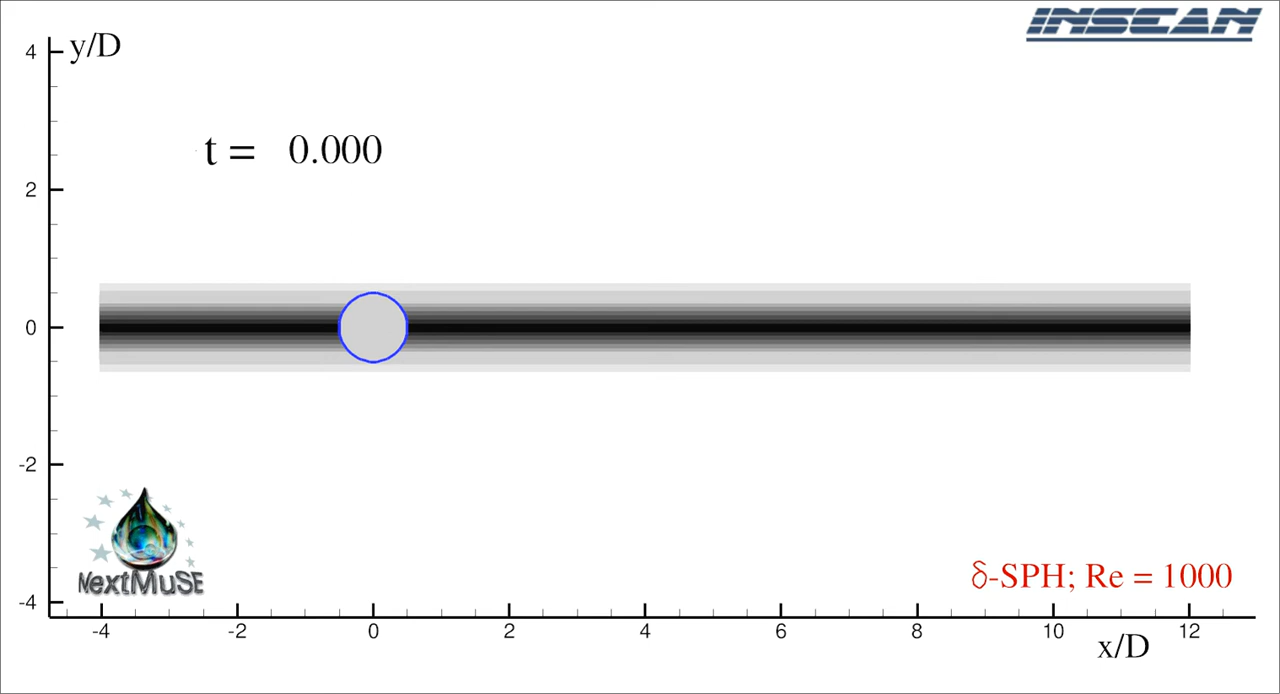 INSEAN
y/D
t = 0.000
4
2
0
-2
-4
NextMuSE
δ-SPH; Re = 1000
-4 -2 0 2 4 6 8 10 12
x/D